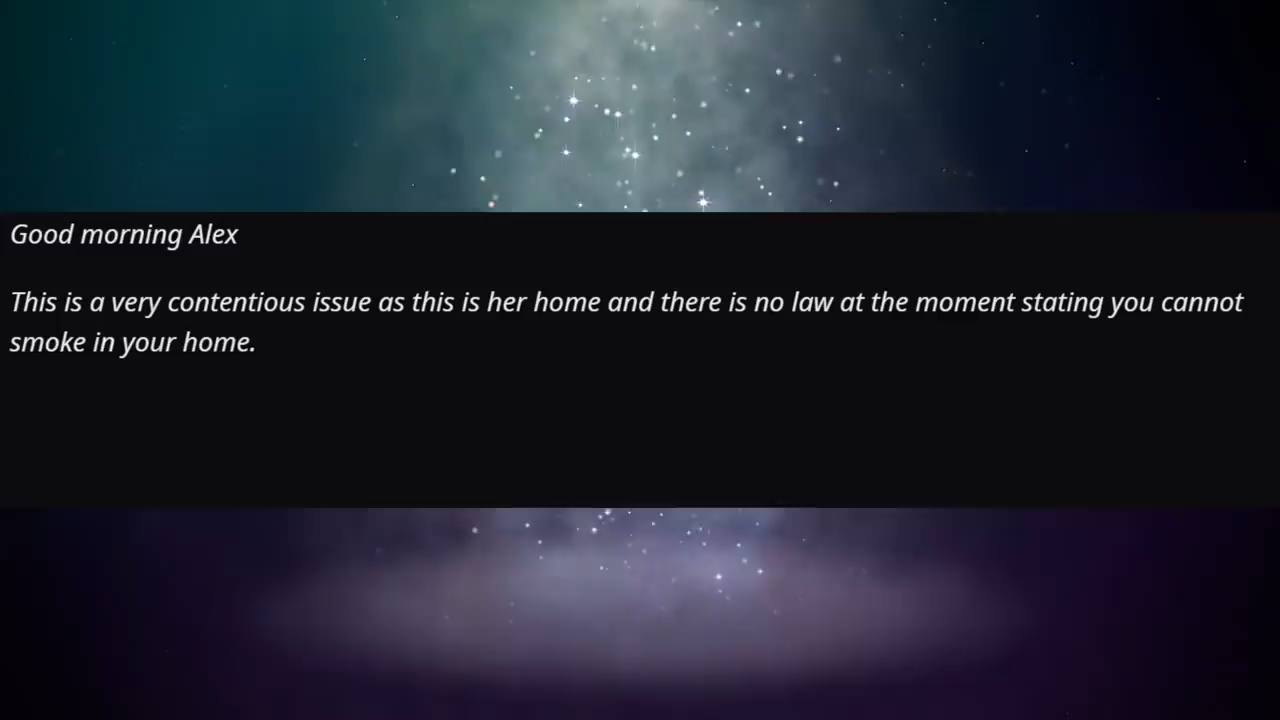 Good morning Alex
This is a very contentious issue as this is her home and there is no law at the moment stating you cannot
smoke in your home.